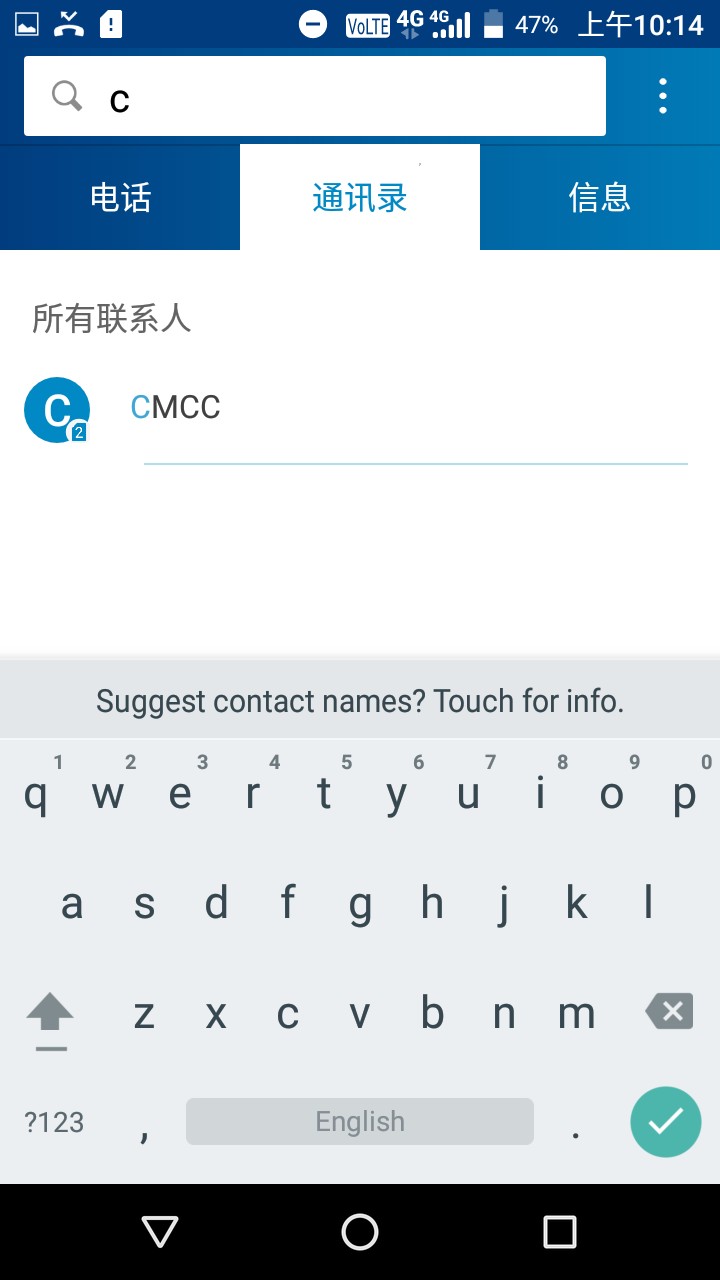 VoLTE 4G 4G 47% 上午10:14
c
电话 通讯录 信息
所有联系人
C 2 CMCC
Suggest contact names? Touch for info.
1 2 3 4 5 6 7 8 9 0
q w e r t y u i o p
a s d f g h j k l
z x c v b n m
?123 , English .